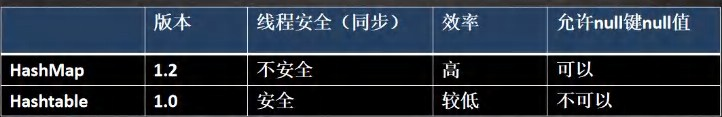 版本 线程安全（同步） 效率 允许null键null值
HashMap 1.2 不安全 高 可以
Hashtable 1.0 安全 较低 不可以